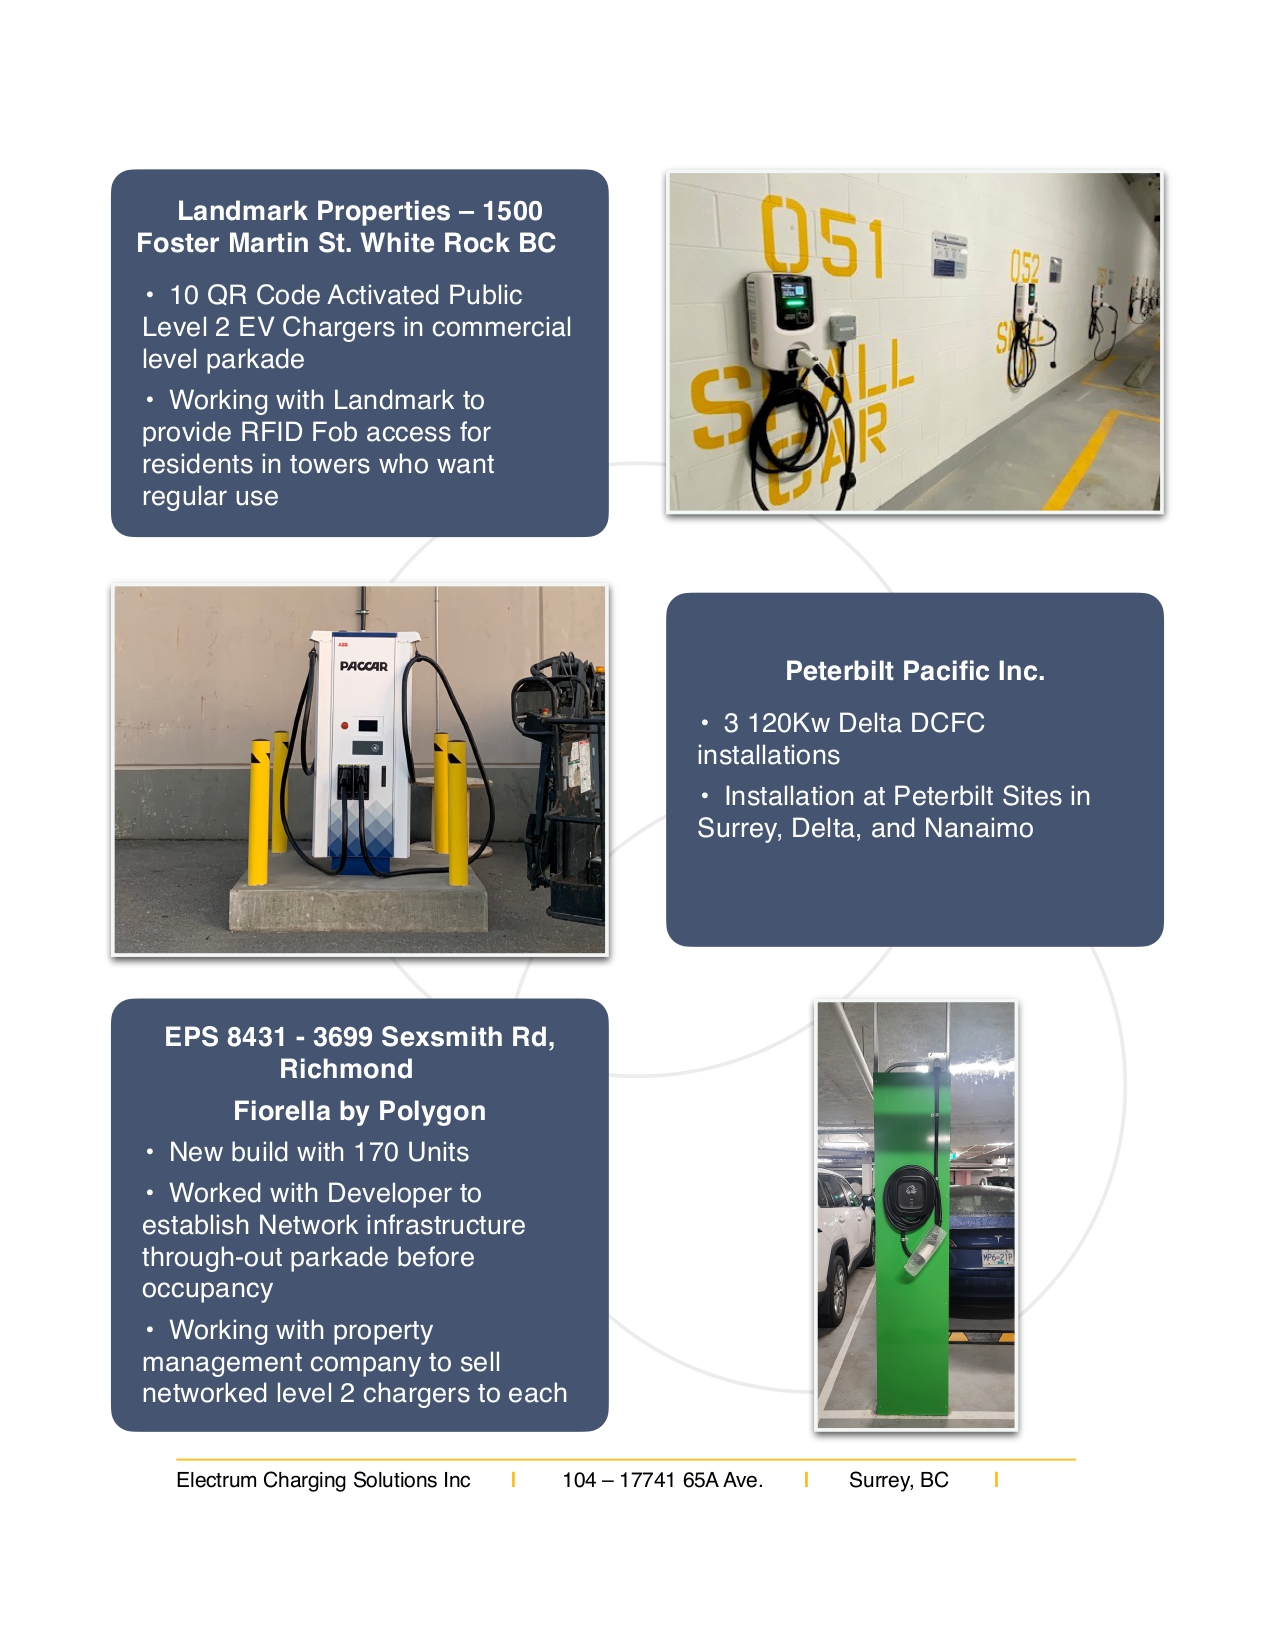 Landmark Properties – 1500
Foster Martin St. White Rock BC
• 10 QR Code Activated Public
Level 2 EV Chargers in commercial
level parkade
• Working with Landmark to
provide RFID Fob access for
residents in towers who want
regular use
051
SMALL
CAR
052
ABB
PACCAR
Peterbilt Pacific Inc.
• 3 120Kw Delta DCFC
installations
• Installation at Peterbilt Sites in
Surrey, Delta, and Nanaimo
EPS 8431 - 3699 Sexsmith Rd,
Richmond
Fiorella by Polygon
• New build with 170 Units
• Worked with Developer to
establish Network infrastructure
through-out parkade before
occupancy
• Working with property
management company to sell
networked level 2 chargers to each
Electrum Charging Solutions Inc | 104 – 17741 65A Ave. | Surrey, BC |